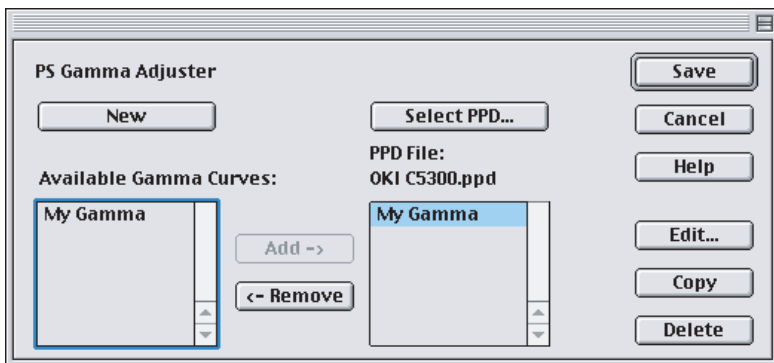 PS Gamma Adjuster
Save
New
Select PPD...
Cancel
PPD File:
OKI C5300.ppd
Help
Available Gamma Curves:
My Gamma
My Gamma
Add ->
<- Remove
Edit...
Copy
Delete